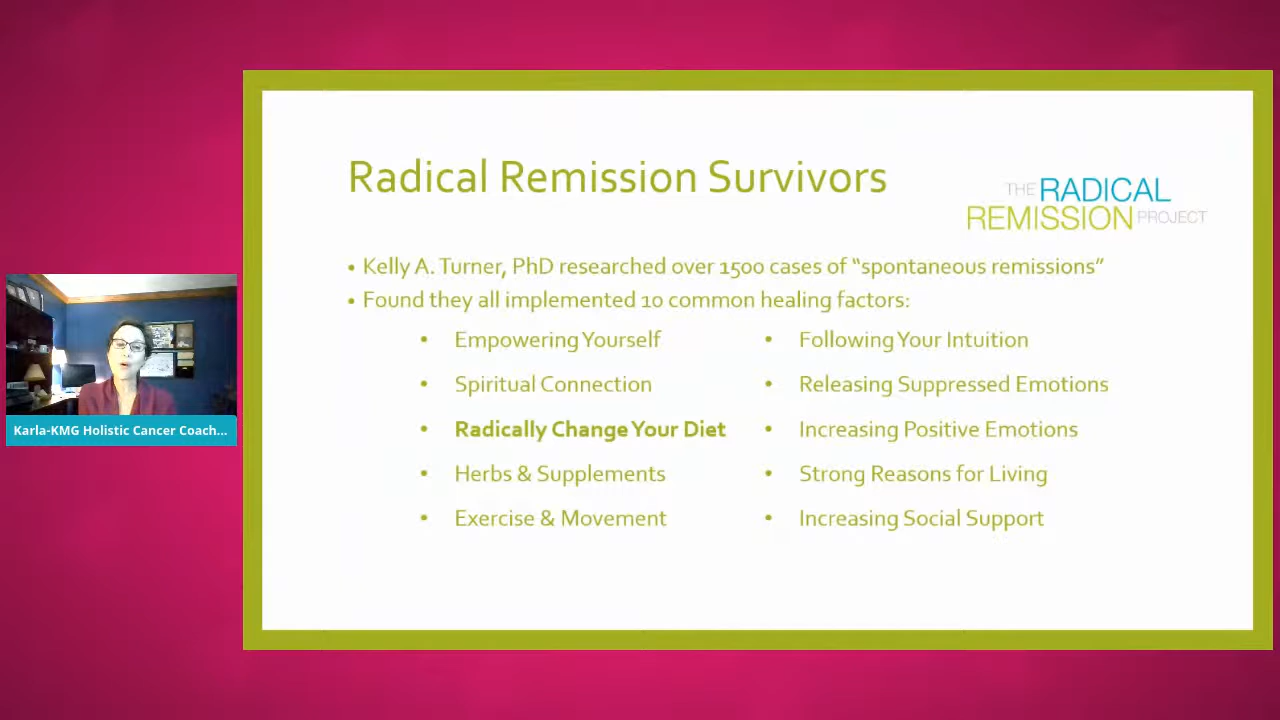 Radical Remission Survivors
THE RADICAL
REMISSION PROJECT
• Kelly A. Turner, PhD researched over 1500 cases of “spontaneous remissions”
• Found they all implemented 10 common healing factors:
• Empowering Yourself
• Spiritual Connection
• Radically Change Your Diet
• Herbs & Supplements
• Exercise & Movement
• Following Your Intuition
• Releasing Suppressed Emotions
• Increasing Positive Emotions
• Strong Reasons for Living
• Increasing Social Support
Karla-KMG Holistic Cancer Coach...